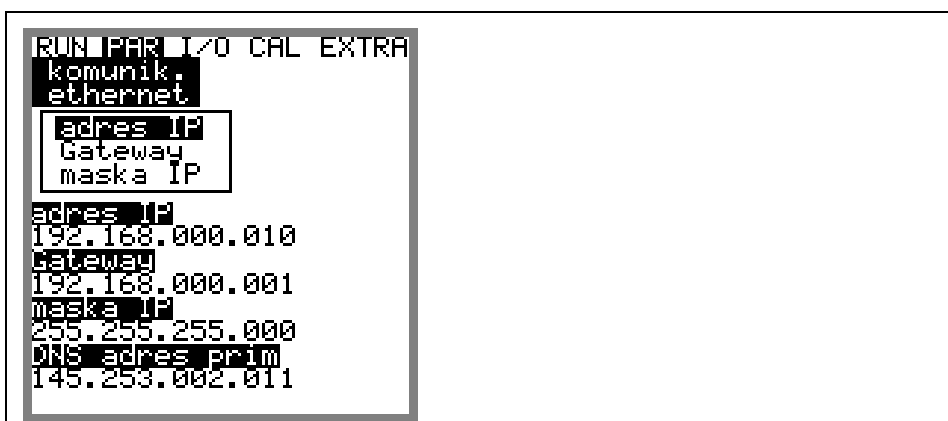 RUN PAR I/O CAL EXTRA
komunik.
ethernet
adres IP
Gateway
maska IP
adres IP
192.168.000.010
Gateway
192.168.000.001
maska IP
255.255.255.000
DNS adres prim
145.253.002.011